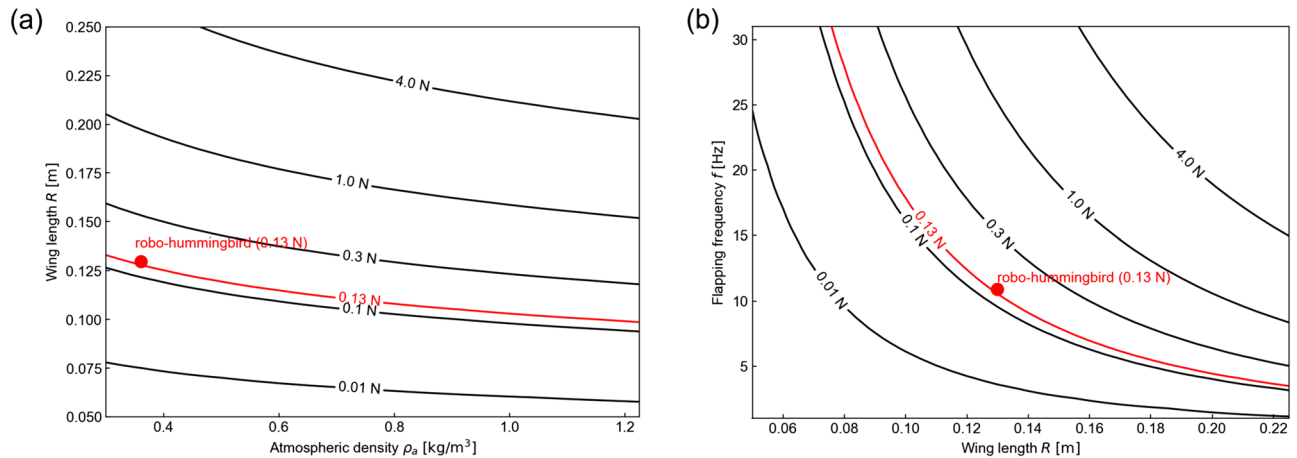 (a)
0.250
0.225
0.200
0.175
0.150
0.125
0.100
0.075
0.050
Wing length R [m]
4.0 N
1.0 N
0.3 N
robo-hummingbird (0.13 N)
0.13 N
0.1 N
0.01 N
0.4
0.6
0.8
1.0
1.2
Atmospheric density ρₐ [kg/m³]
(b)
30
25
20
15
10
5
Flapping frequency f [Hz]
4.0 N
1.0 N
0.3 N
0.13 N
0.1 N
robo-hummingbird (0.13 N)
0.01 N
0.06
0.08
0.10
0.12
0.14
0.16
0.18
0.20
0.22
Wing length R [m]